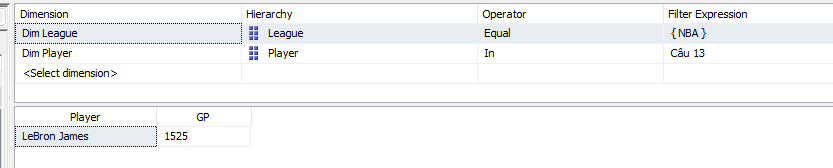 Dimension Hierarchy Operator Filter Expression
Dim League League Equal { NBA }
Dim Player Player In Câu 13
<Select dimension>
Player GP
LeBron James 1525